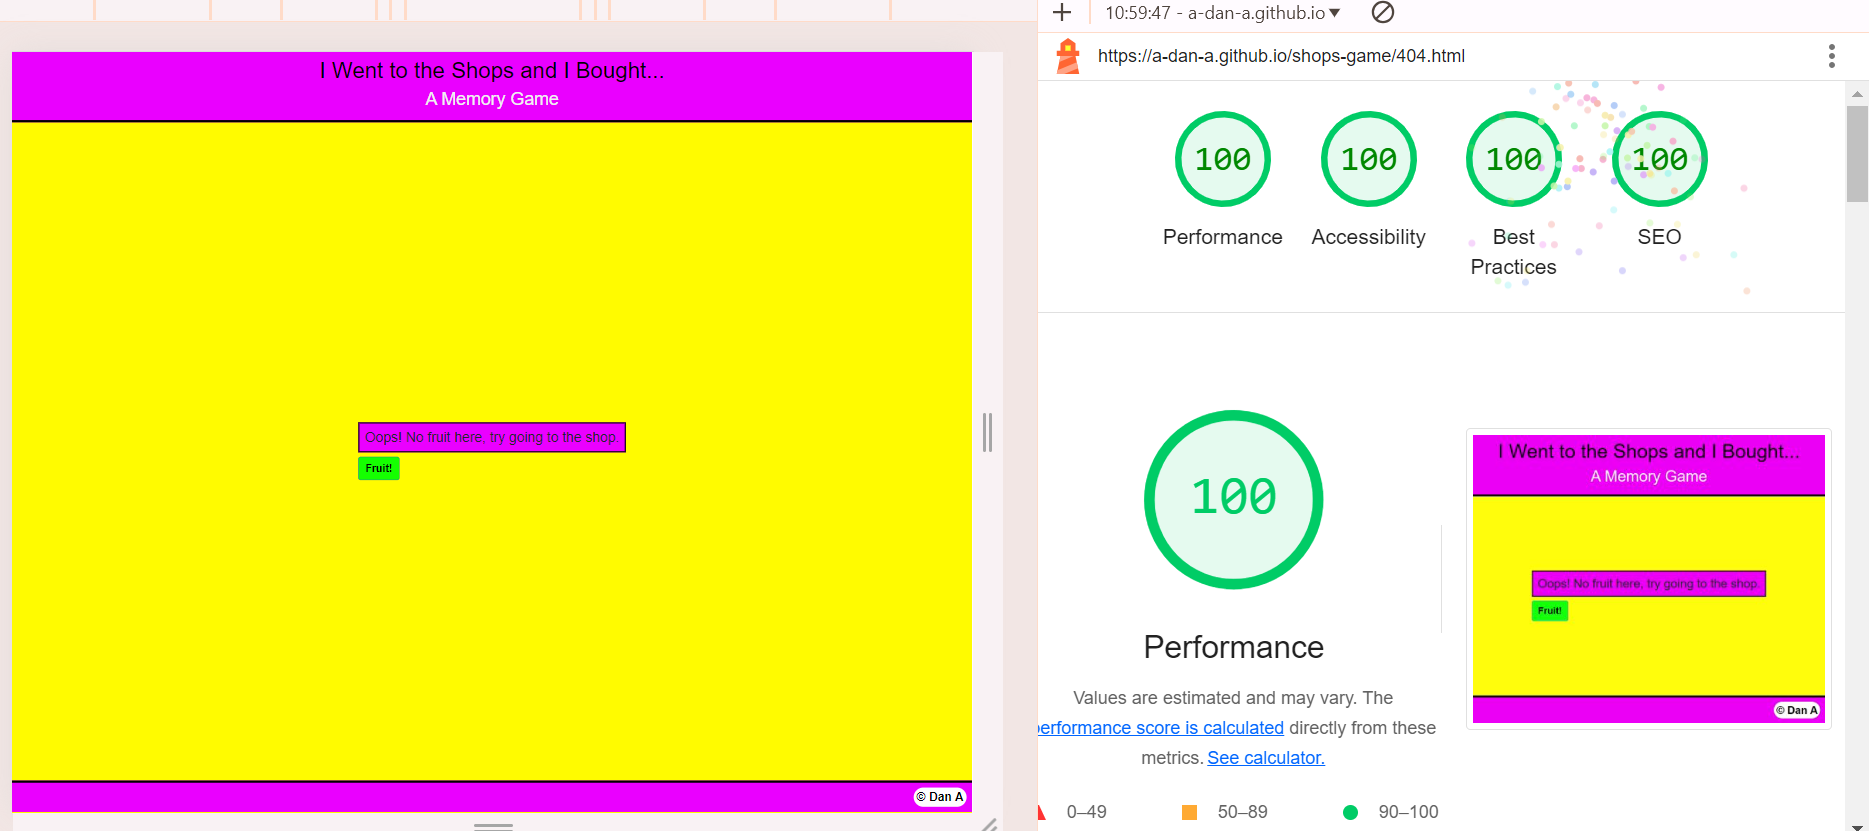 I Went to the Shops and I Bought...
A Memory Game
Oops! No fruit here, try going to the shop.
Fruit!
© Dan A
10:59:47 - a-dan-a.github.io
https://a-dan-a.github.io/shops-game/404.html
100
100
100
100
Performance
Accessibility
Best
Practices
SEO
100
Performance
Values are estimated and may vary. The
performance score is calculated directly from these
metrics. See calculator.
0–49
50–89
90–100
I Went to the Shops and I Bought...
A Memory Game
Oops! No fruit here, try going to the shop.
Fruit!
© Dan A